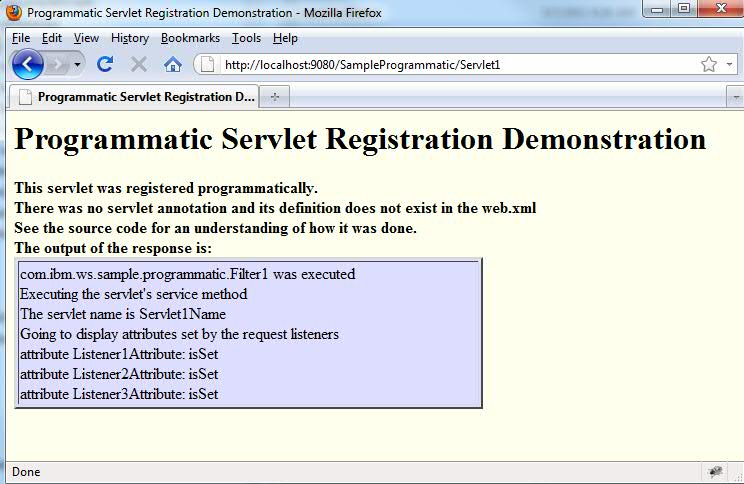 Programmatic Servlet Registration Demonstration - Mozilla Firefox
File Edit View History Bookmarks Tools Help
http://localhost:9080/SampleProgrammatic/Servlet1
Programmatic Servlet Registration D...
Programmatic Servlet Registration Demonstration
This servlet was registered programmatically.
There was no servlet annotation and its definition does not exist in the web.xml
See the source code for an understanding of how it was done.
The output of the response is:
com.ibm.ws.sample.programmatic.Filter1 was executed
Executing the servlet's service method
The servlet name is Servlet1Name
Going to display attributes set by the request listeners
attribute Listener1Attribute: isSet
attribute Listener2Attribute: isSet
attribute Listener3Attribute: isSet
Done